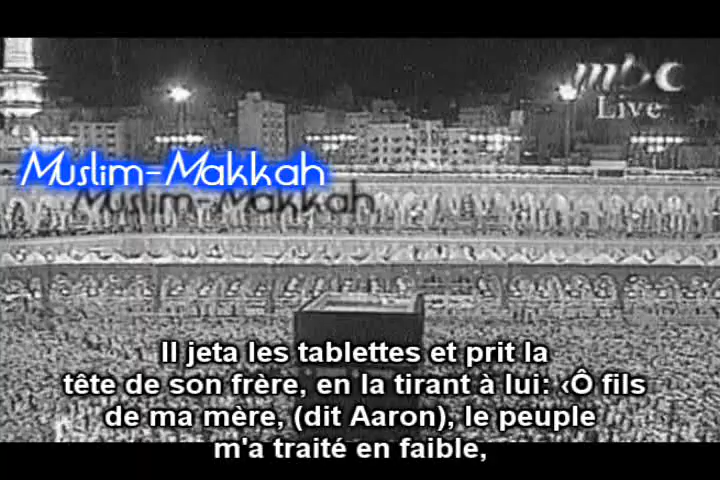 mbc
Live
Muslim-Makkah
Muslim-Makkah
Il jeta les tablettes et prit la
tête de son frère, en la tirant à lui: ‹Ô fils
de ma mère, (dit Aaron), le peuple
m'a traité en faible,